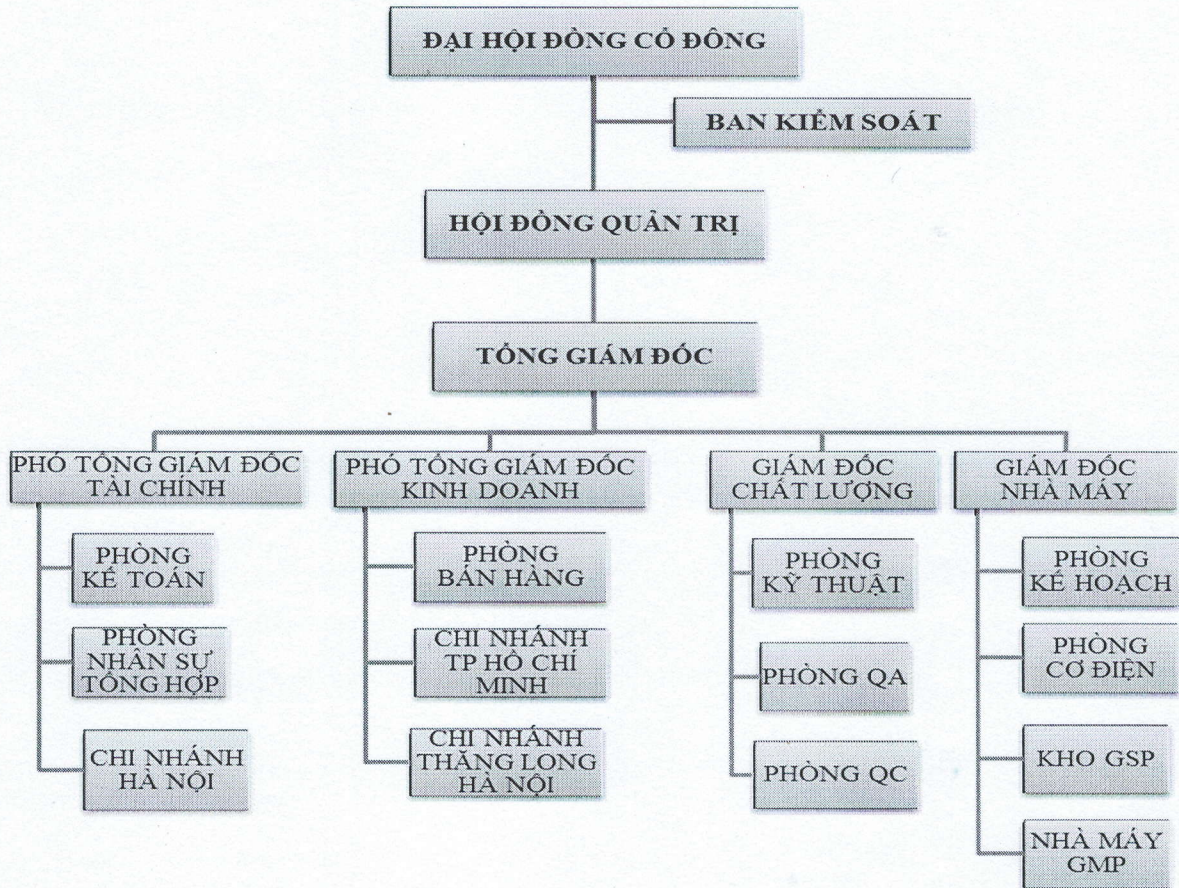 ĐẠI HỘI ĐỒNG CỔ ĐÔNG
BAN KIỂM SOÁT
HỘI ĐỒNG QUẢN TRỊ
TỔNG GIÁM ĐỐC
PHÓ TỔNG GIÁM ĐỐC
TÀI CHÍNH
PHÒNG
KẾ TOÁN
PHÒNG
NHÂN SỰ
TỔNG HỢP
CHI NHÁNH
HÀ NỘI
PHÓ TỔNG GIÁM ĐỐC
KINH DOANH
PHÒNG
BÁN HÀNG
CHI NHÁNH
TP HỒ CHÍ
MINH
CHI NHÁNH
THĂNG LONG
HÀ NỘI
GIÁM ĐỐC
CHẤT LƯỢNG
PHÒNG
KỸ THUẬT
PHÒNG QA
PHÒNG QC
GIÁM ĐỐC
NHÀ MÁY
PHÒNG
KẾ HOẠCH
PHÒNG
CƠ ĐIỆN
KHO GSP
NHÀ MÁY
GMP